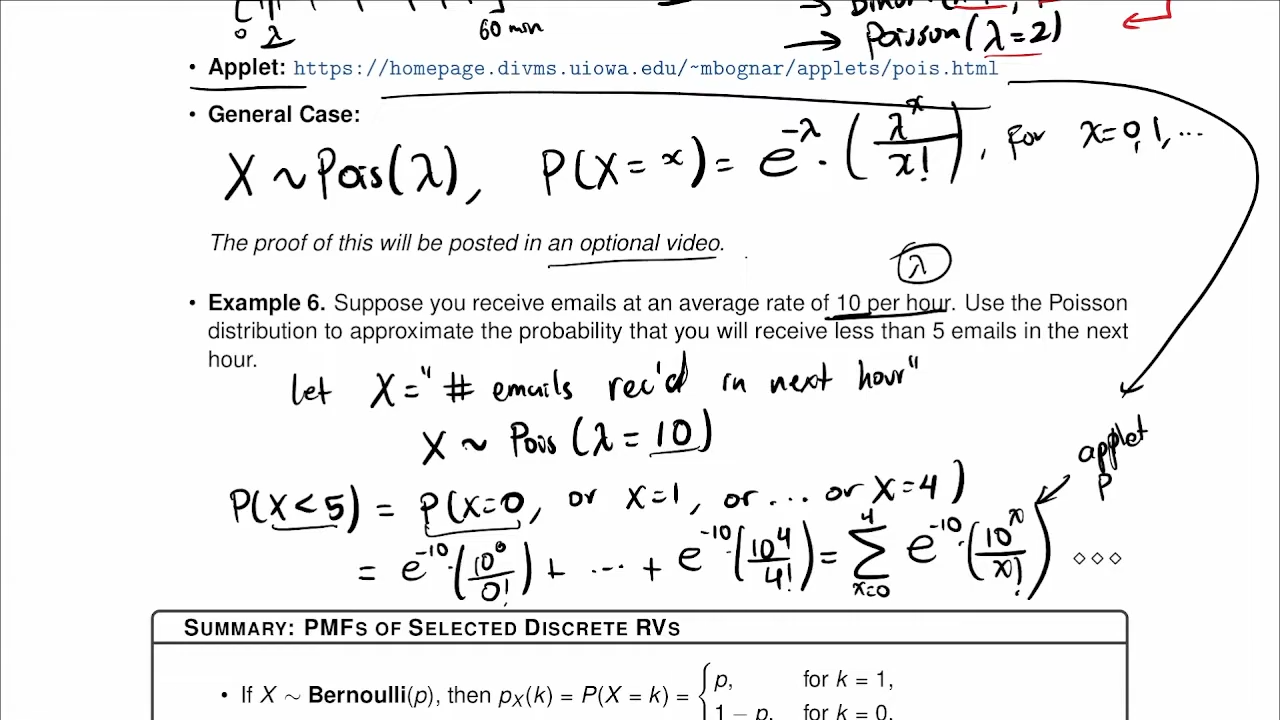 0 λ 60 min
→ Poisson(λ=2)
• Applet: https://homepage.divms.uiowa.edu/~mbognar/applets/pois.html
• General Case:
X ~ Pois(λ), P(X = x) = e^{-λ} · (λ^x / x!), for x = 0, 1, ...
The proof of this will be posted in an optional video.
λ
• Example 6. Suppose you receive emails at an average rate of 10 per hour. Use the Poisson
distribution to approximate the probability that you will receive less than 5 emails in the next
hour.
Let X = "# emails rec'd in next hour"
X ~ Pois (λ = 10)
applet
P(X < 5) = P(X=0, or X=1, or ... or X=4)
= e^{-10} · (10^0 / 0!) + ... + e^{-10} · (10^4 / 4!) = ∑_{x=0}^{4} e^{-10} · (10^x / x!) ◇◇◇
SUMMARY: PMFS OF SELECTED DISCRETE RVS
• If X ∼ Bernoulli(p), then p_X(k) = P(X = k) = { p, for k = 1,
1 − p, for k = 0.